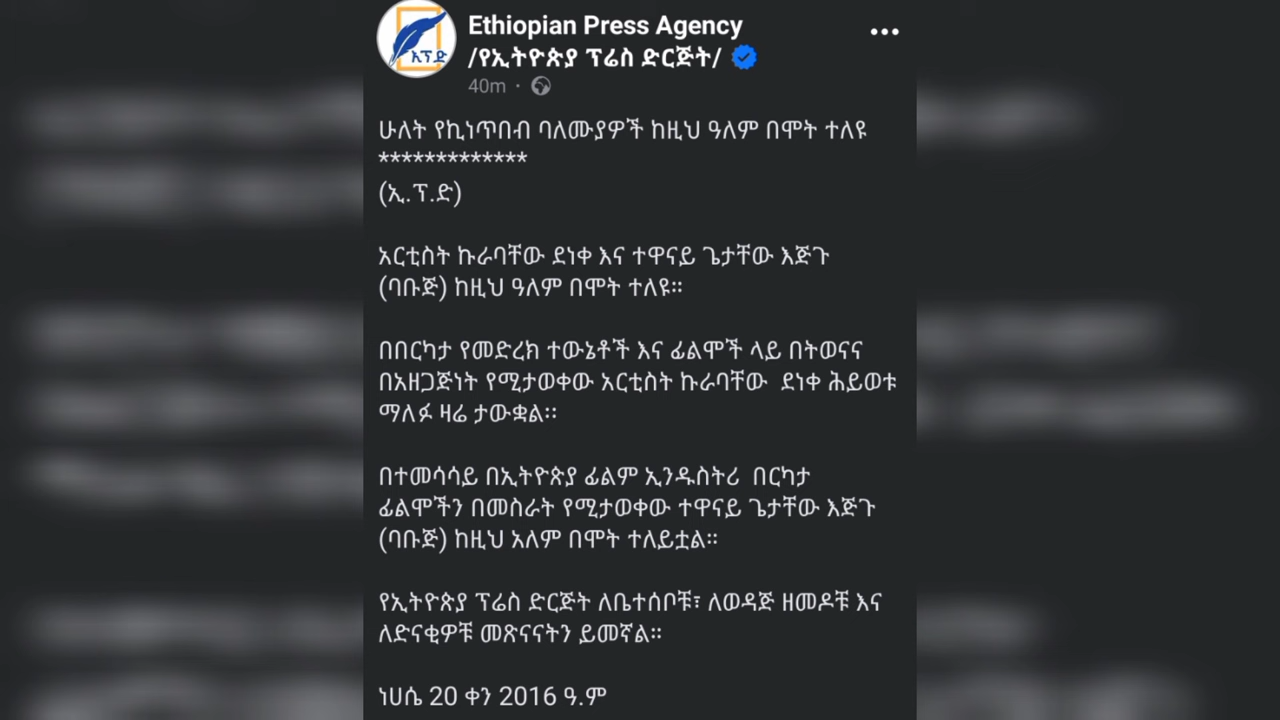 Ethiopian Press Agency
/የኢትዮጵያ ፕሬስ ድርጅት/
40m ·
አፕድ
ሁለት የኪነጥበብ ባለሙያዎች ከዚህ ዓለም በሞት ተለዩ
*************
(ኢ.ፕ.ድ)
አርቲስት ኩራባቸው ደነቀ እና ተዋናይ ጌታቸው እጅጉ
(ባቡጅ) ከዚህ ዓለም በሞት ተለዩ።
በበርካታ የመድረክ ተውኔቶች እና ፊልሞች ላይ በትወናና
በአዘጋጅነት የሚታወቀው አርቲስት ኩራባቸው ደነቀ ሕይወቱ
ማለፉ ዛሬ ታውቋል፡፡
በተመሳሳይ በኢትዮጵያ ፊልም ኢንዱስትሪ በርካታ
ፊልሞችን በመስራት የሚታወቀው ተዋናይ ጌታቸው እጅጉ
(ባቡጅ) ከዚህ አለም በሞት ተለይቷል።
የኢትዮጵያ ፕሬስ ድርጅት ለቤተሰቦቹ፣ ለወዳጅ ዘመዶቹ እና
ለድናቂዎቹ መጽናናትን ይመኛል።
ነሀሴ 20 ቀን 2016 ዓ.ም